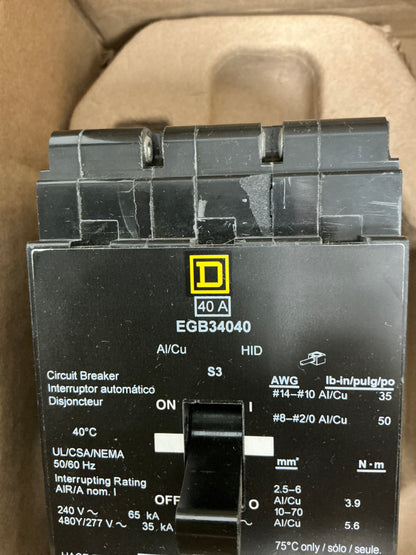 D
40 A
EGB34040
Al/Cu HID
S3
Circuit Breaker
Interruptor automático
Disjoncteur
ON I
40°C
UL/CSA/NEMA
50/60 Hz
Interrupting Rating
AIR/A nom. I
OFF O
240 V ~ 65 kA
480Y/277 V ~ 35 kA
AWG lb-in/pulg/po
#14-#10 Al/Cu 35
#8-#2/0 Al/Cu 50
mm² N·m
2.5-6
Al/Cu 3.9
10-70
Al/Cu 5.6
75°C only / sólo / seule.